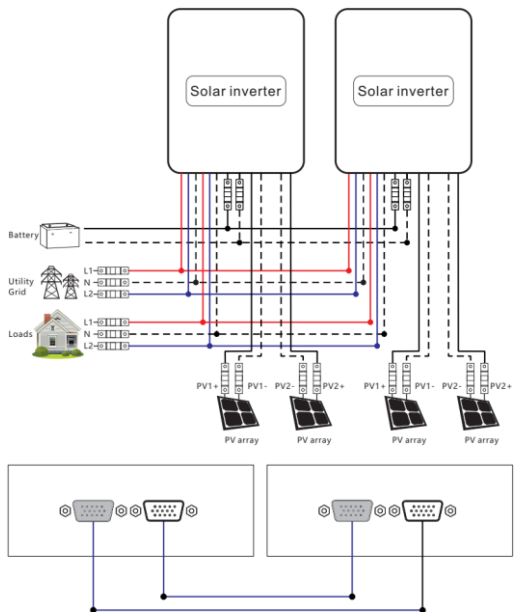 Solar inverter
Solar inverter
Battery
Utility
Grid
L1
N
L2
Loads
L1
N
L2
PV1+
PV1-
PV2-
PV2+
PV1+
PV1-
PV2-
PV2+
PV array
PV array
PV array
PV array